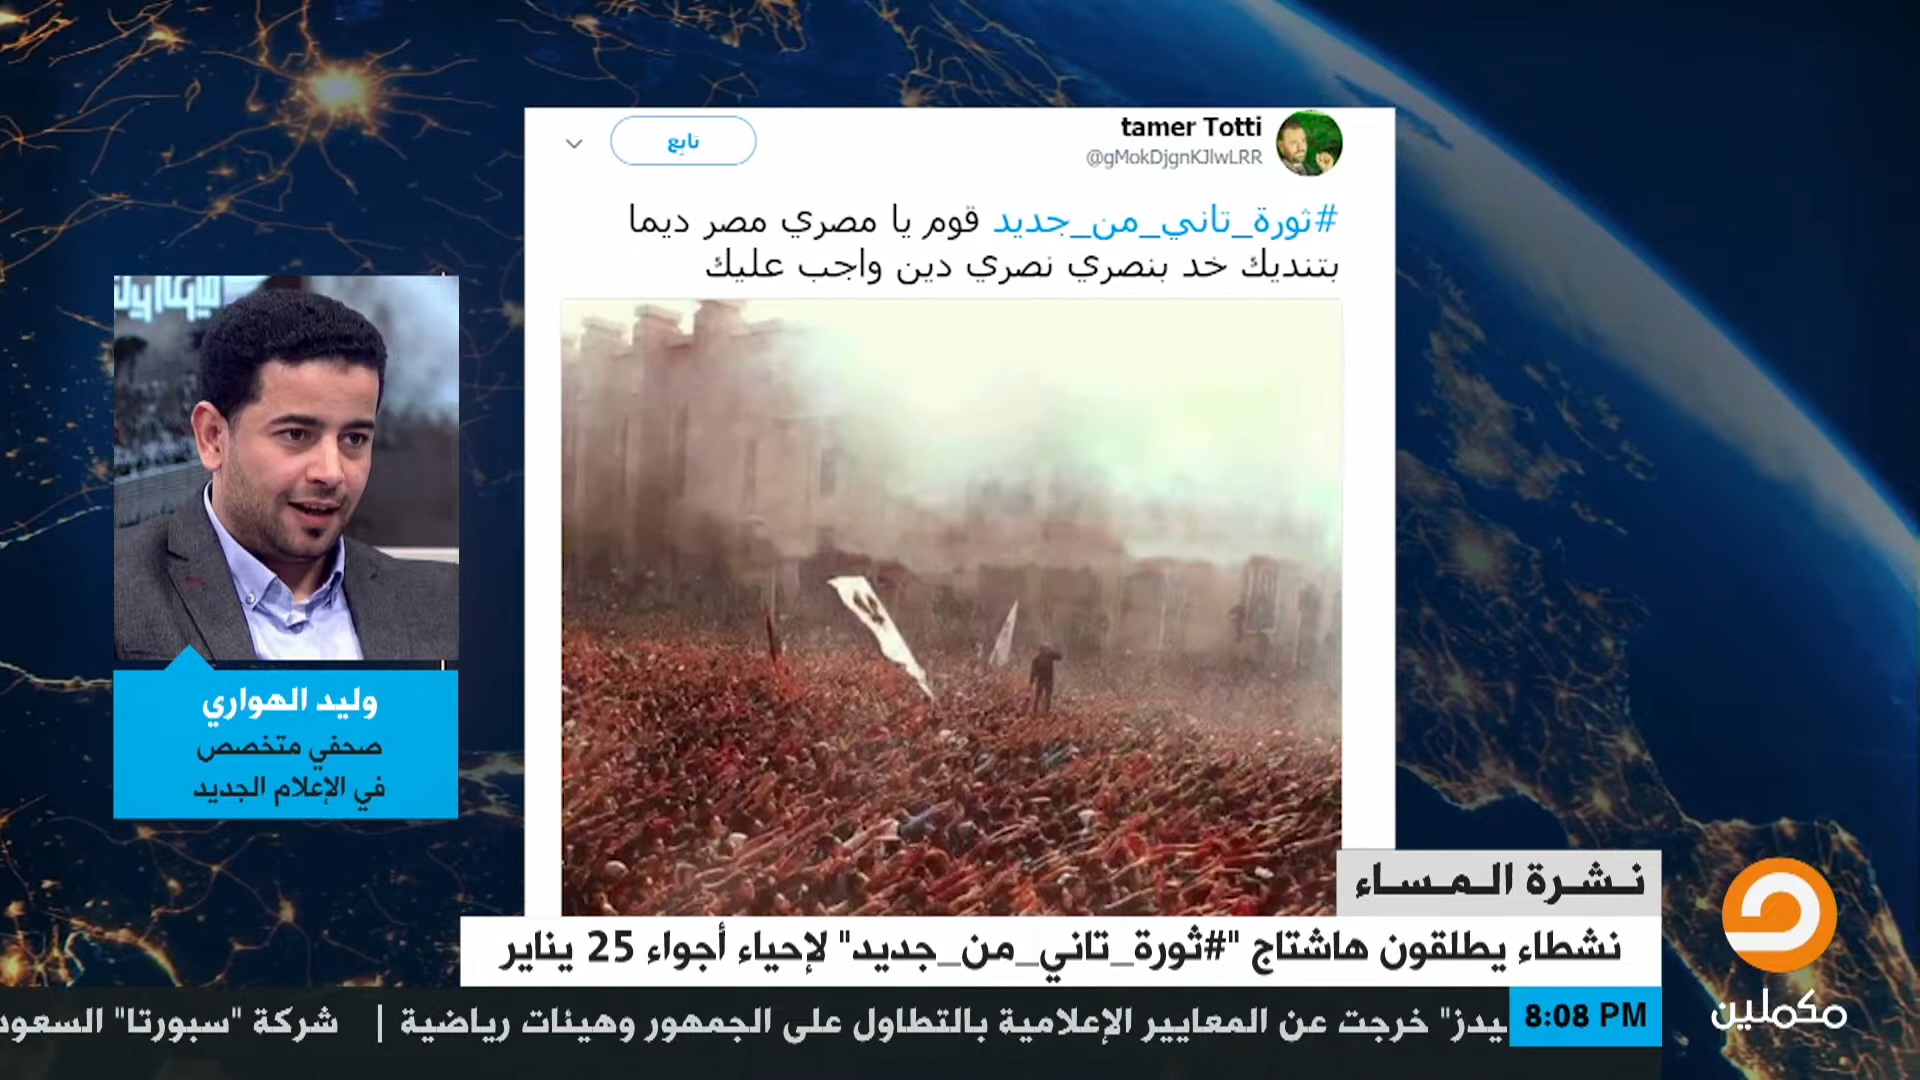 tamer Totti
@gMokDjgnKJlwLRR
تابع
#ثورة_تاني_من_جديد قوم يا مصري مصر ديما
بتنديك خد بنصري نصري دين واجب عليك
وليد الهواري
صحفي متخصص
في الإعلام الجديد
نشرة المساء
نشطاء يطلقون هاشتاج "#ثورة_تاني_من_جديد" لإحياء أجواء 25 يناير
8:08 PM
يدز" خرجت عن المعايير الإعلامية بالتطاول على الجمهور وهيئات رياضية | شركة "سبورتا" السعود
مكملين